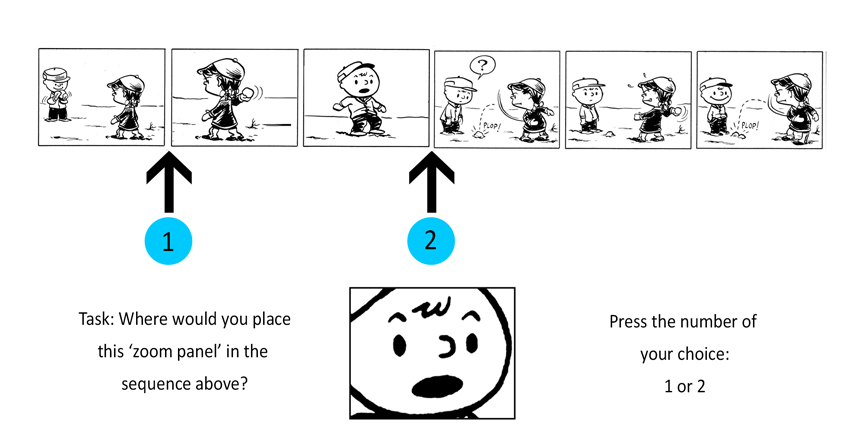 ?
PLOP!
PLOP!
1
2
Task: Where would you place
this ‘zoom panel’ in the
sequence above?
Press the number of
your choice:
1 or 2